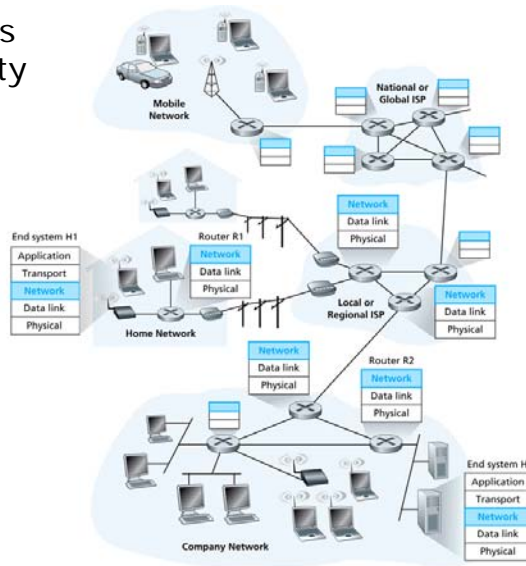 s
ty
Mobile
Network
National or
Global ISP
Network
Data link
Physical
End system H1
Application
Transport
Network
Data link
Physical
Router R1
Network
Data link
Physical
Home Network
Local or
Regional ISP
Network
Data link
Physical
Network
Data link
Physical
Router R2
Network
Data link
Physical
Company Network
End system H
Application
Transport
Network
Data link
Physical